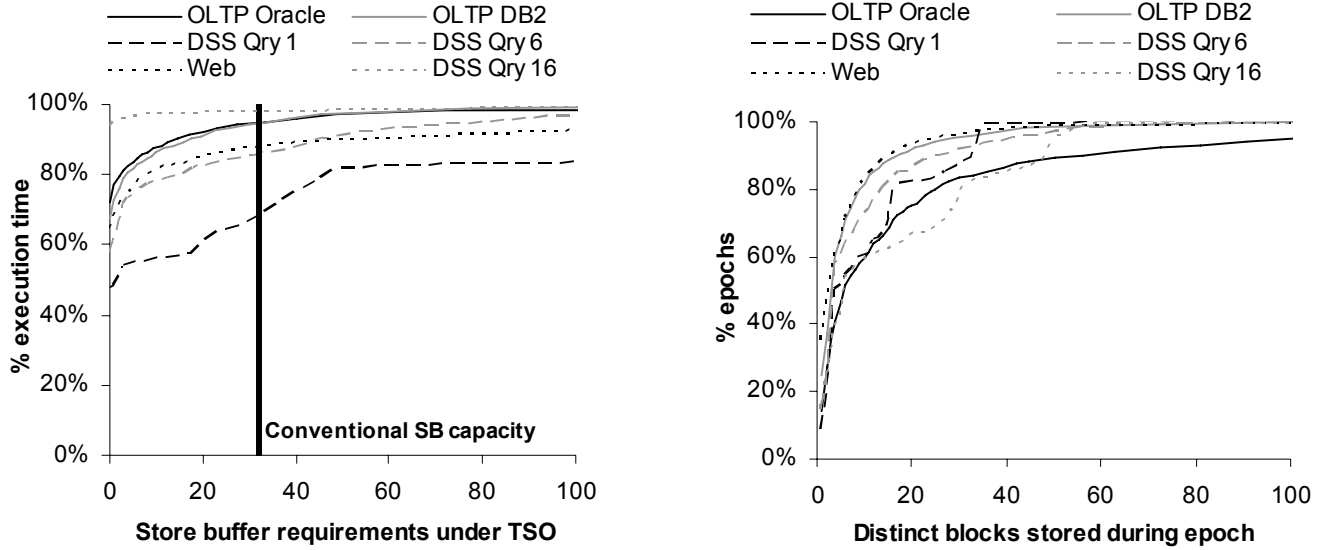 OLTP Oracle OLTP DB2
DSS Qry 1 DSS Qry 6
Web DSS Qry 16
100%
80%
60%
40%
20%
0%
% execution time
Conventional SB capacity
0 20 40 60 80 100
Store buffer requirements under TSO
OLTP Oracle OLTP DB2
DSS Qry 1 DSS Qry 6
Web DSS Qry 16
100%
80%
60%
40%
20%
0%
% epochs
0 20 40 60 80 100
Distinct blocks stored during epoch